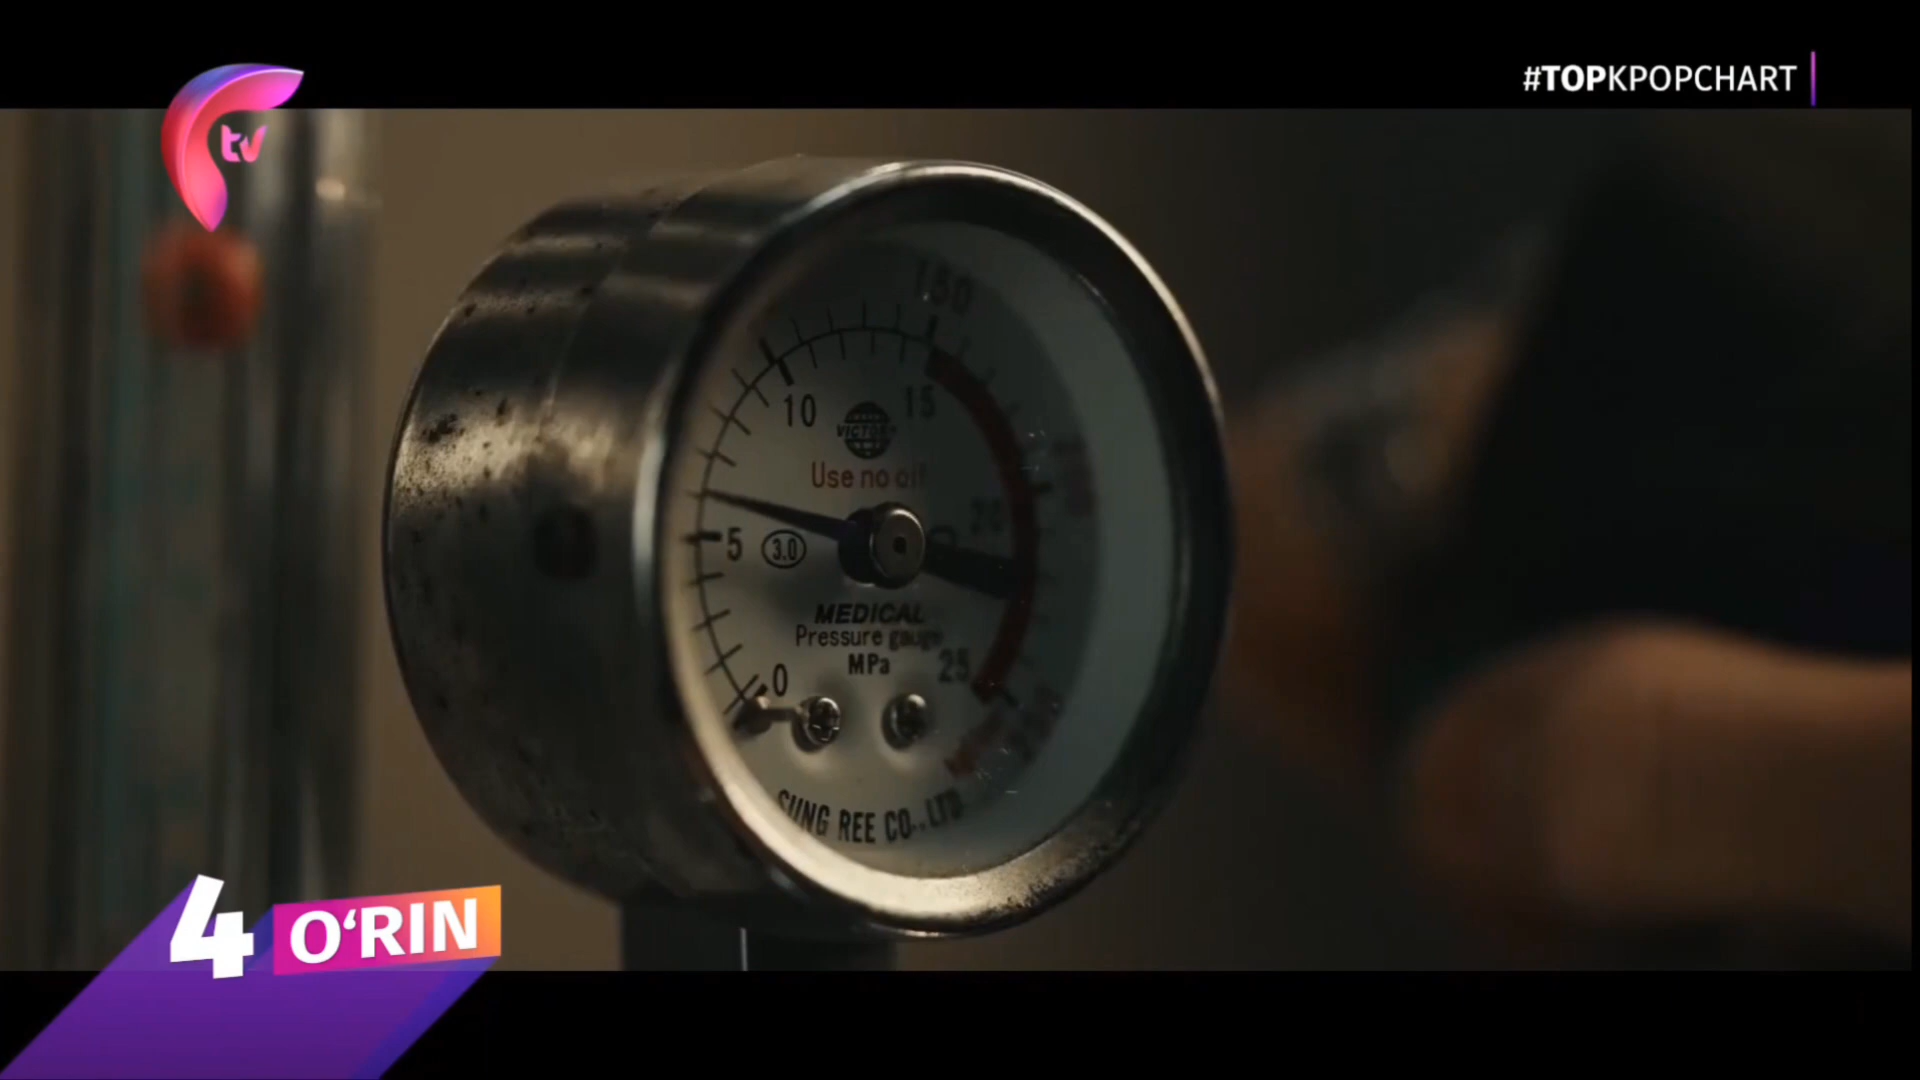 tv
#TOPKPOPCHART
150
10
15
VICTOR
Use no oil
20
5
3.0
MEDICAL
Pressure gauge
MPa
0
25
SUNG REE CO.,LTD
4 O‘RIN